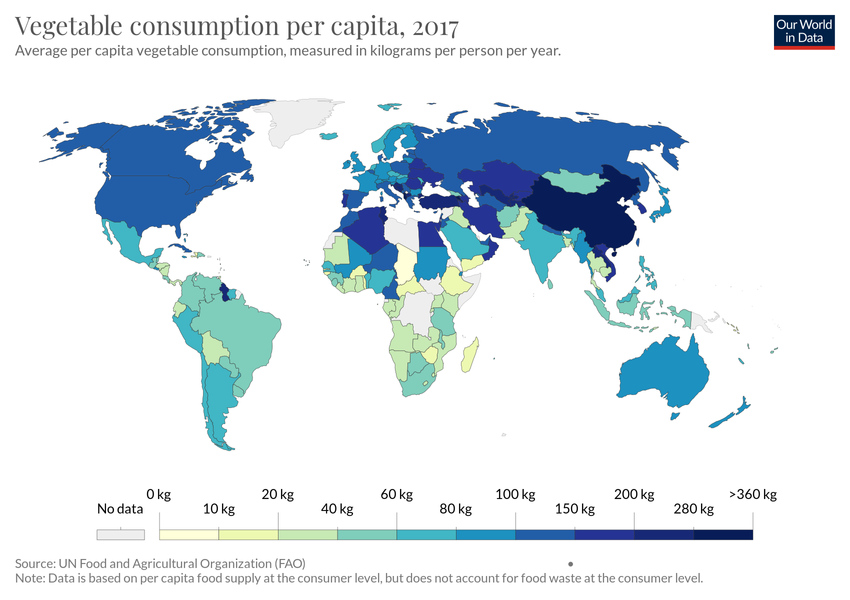 Vegetable consumption per capita, 2017
Average per capita vegetable consumption, measured in kilograms per person per year.
Our World
in Data
No data
0 kg
10 kg
20 kg
40 kg
60 kg
80 kg
100 kg
150 kg
200 kg
280 kg
>360 kg
Source: UN Food and Agricultural Organization (FAO)
Note: Data is based on per capita food supply at the consumer level, but does not account for food waste at the consumer level.